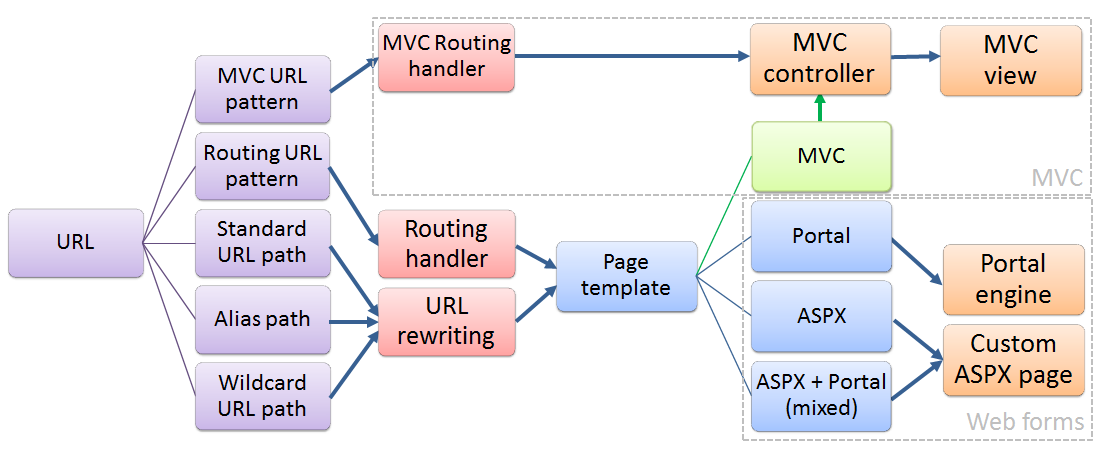 URL
MVC URL
pattern
Routing URL
pattern
Standard
URL path
Alias path
Wildcard
URL path
MVC Routing
handler
Routing
handler
URL
rewriting
Page
template
MVC
controller
MVC
view
MVC
MVC
Portal
ASPX
ASPX + Portal
(mixed)
Portal
engine
Custom
ASPX page
Web forms